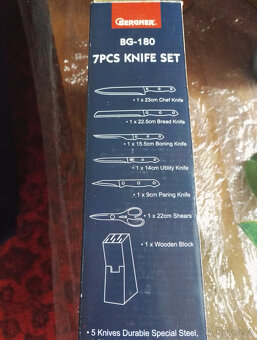 BERGNER
BG-180
7PCS KNIFE SET
• 1 x 23cm Chef Knife
• 1 x 22.5cm Bread Knife
• 1 x 15.5cm Boning Knife
• 1 x 14cm Utility Knife
• 1 x 9cm Paring Knife
• 1 x 22cm Shears
• 1 x Wooden Block
• 5 Knives Durable Special Steel,